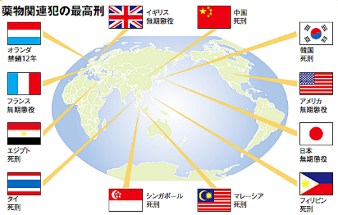 薬物関連犯の最高刑
オランダ
禁錮12年
イギリス
無期懲役
中国
死刑
韓国
死刑
フランス
無期懲役
アメリカ
無期懲役
エジプト
死刑
日本
無期懲役
タイ
死刑
シンガポール
死刑
マレーシア
死刑
フィリピン
死刑